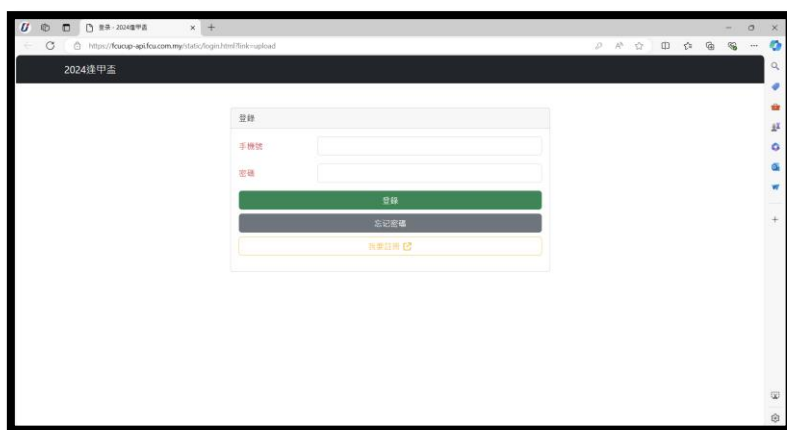 登录 - 2024逢甲盃
https://fcucup-api.fcu.com.my/static/login.html?link=upload
2024逢甲盃
登錄
手機號
密碼
登錄
忘记密碼
我要註冊